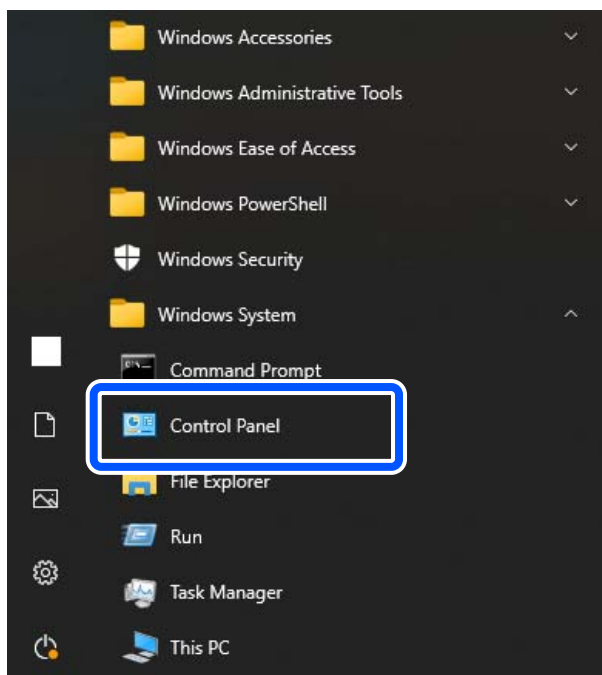 Windows Accessories
Windows Administrative Tools
Windows Ease of Access
Windows PowerShell
Windows Security
Windows System
Command Prompt
Control Panel
File Explorer
Run
Task Manager
This PC